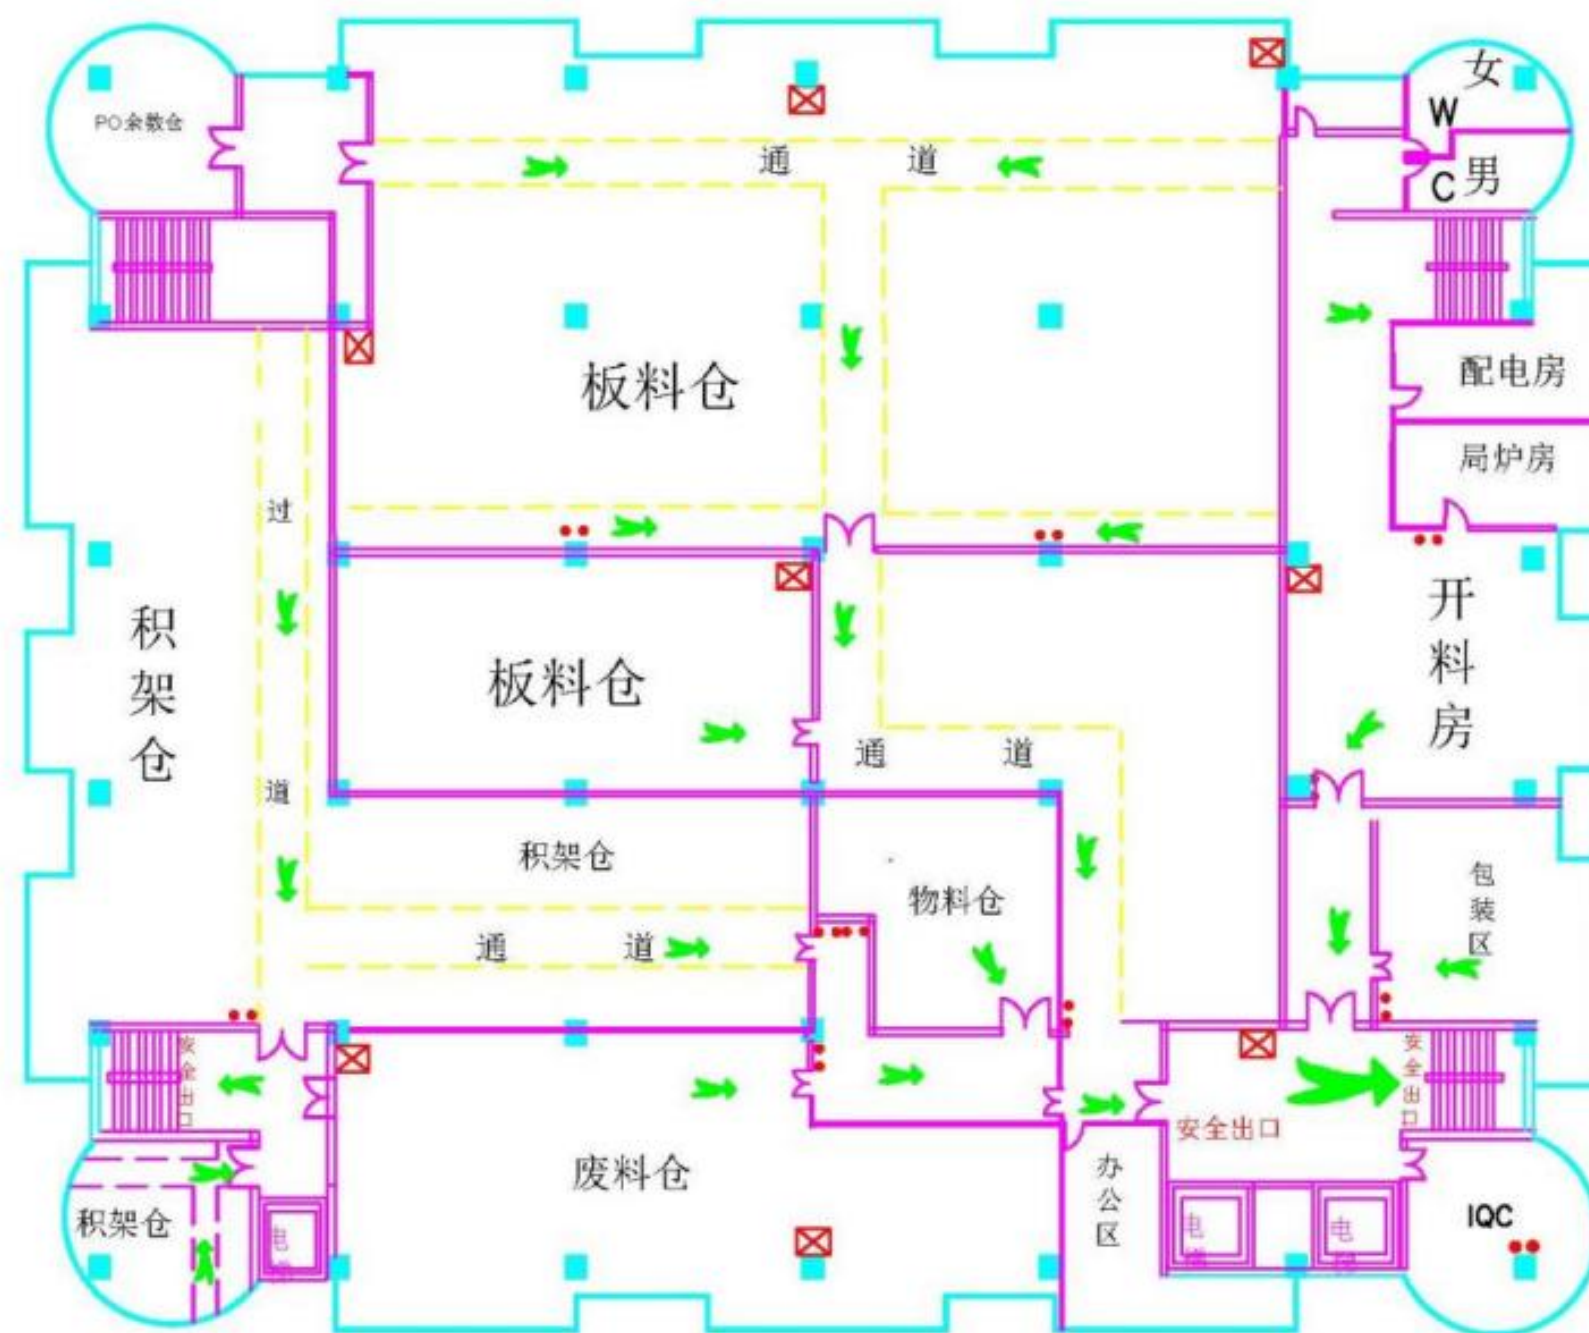 PO余数仓
女
W
C
男
通 道
板料仓
配电房
局炉房
过道
积架仓
板料仓
开料房
通 道
积架仓
物料仓
包装区
通 道
安全出口
安全出口
安全出口
废料仓
办公区
积架仓
IQC
电
电
电